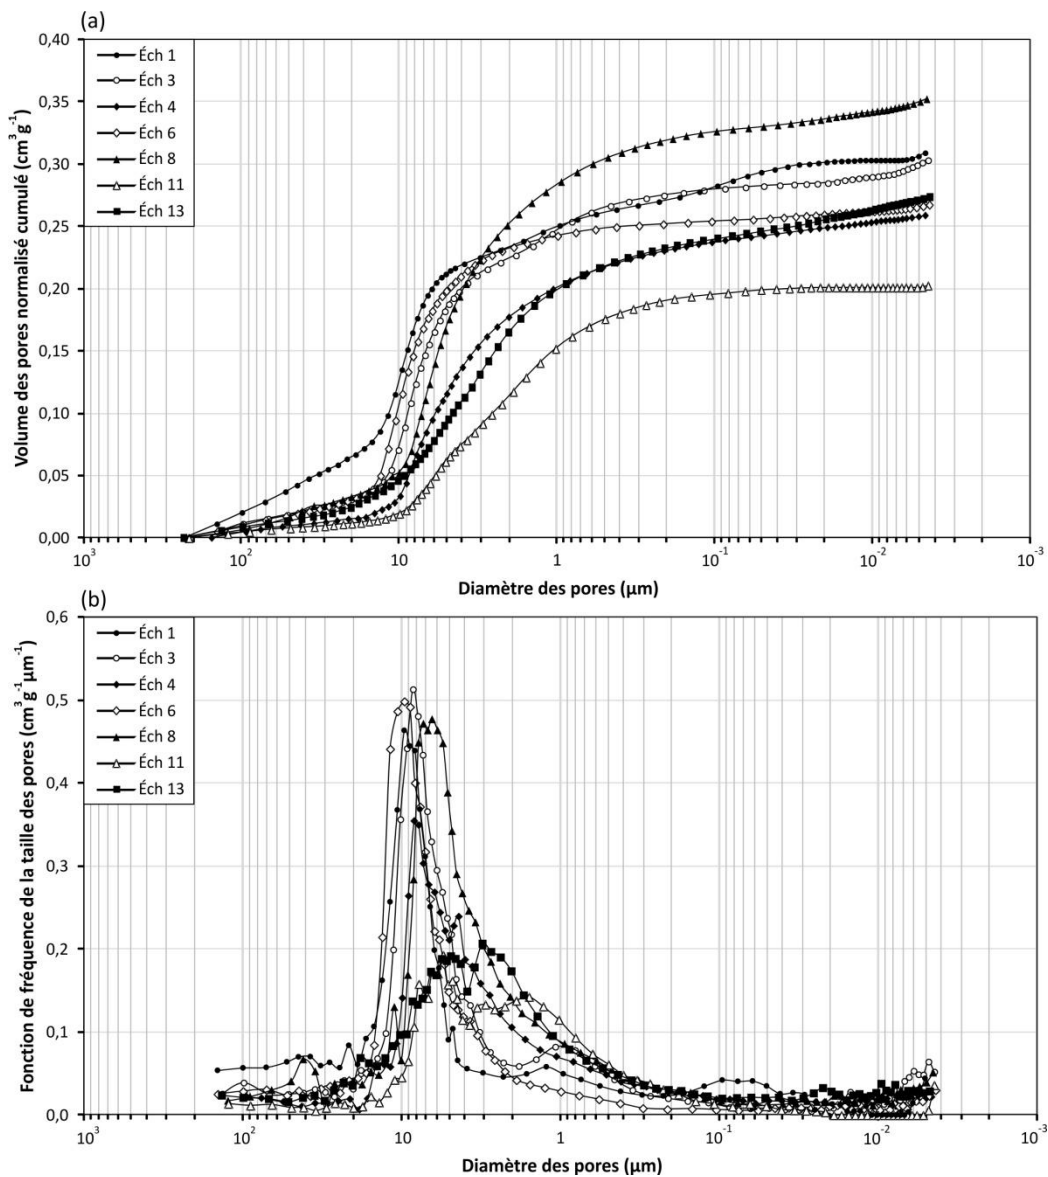 (a)
Volume des pores normalisé cumulé (cm³g⁻¹)
0,40
0,35
0,30
0,25
0,20
0,15
0,10
0,05
0,00
Éch 1
Éch 3
Éch 4
Éch 6
Éch 8
Éch 11
Éch 13
10³ 10² 10 1 10⁻¹ 10⁻² 10⁻³
Diamètre des pores (µm)
(b)
Fonction de fréquence de la taille des pores (cm³g⁻¹µm⁻¹)
0,6
0,5
0,4
0,3
0,2
0,1
0,0
Éch 1
Éch 3
Éch 4
Éch 6
Éch 8
Éch 11
Éch 13
10³ 10² 10 1 10⁻¹ 10⁻² 10⁻³
Diamètre des pores (µm)